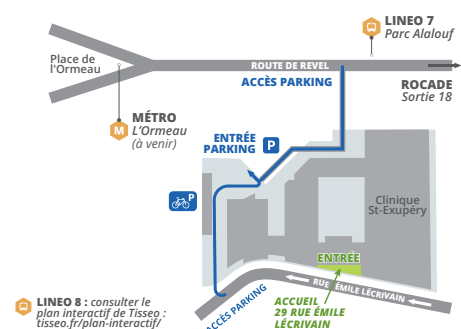 LINEO 7
Parc Alalouf
Place de
l'Ormeau
ROUTE DE REVEL
ACCÈS PARKING
ROCADE
Sortie 18
MÉTRO
L'Ormeau
(à venir)
M
ENTRÉE
PARKING
P
P
Clinique
St-Exupéry
ENTRÉE
RUE ÉMILE LÉCRIVAIN
ACCÈS PARKING
ACCUEIL
29 RUE ÉMILE
LÉCRIVAIN
LINEO 8 : consulter le
plan interactif de Tisseo :
tisseo.fr/plan-interactif/